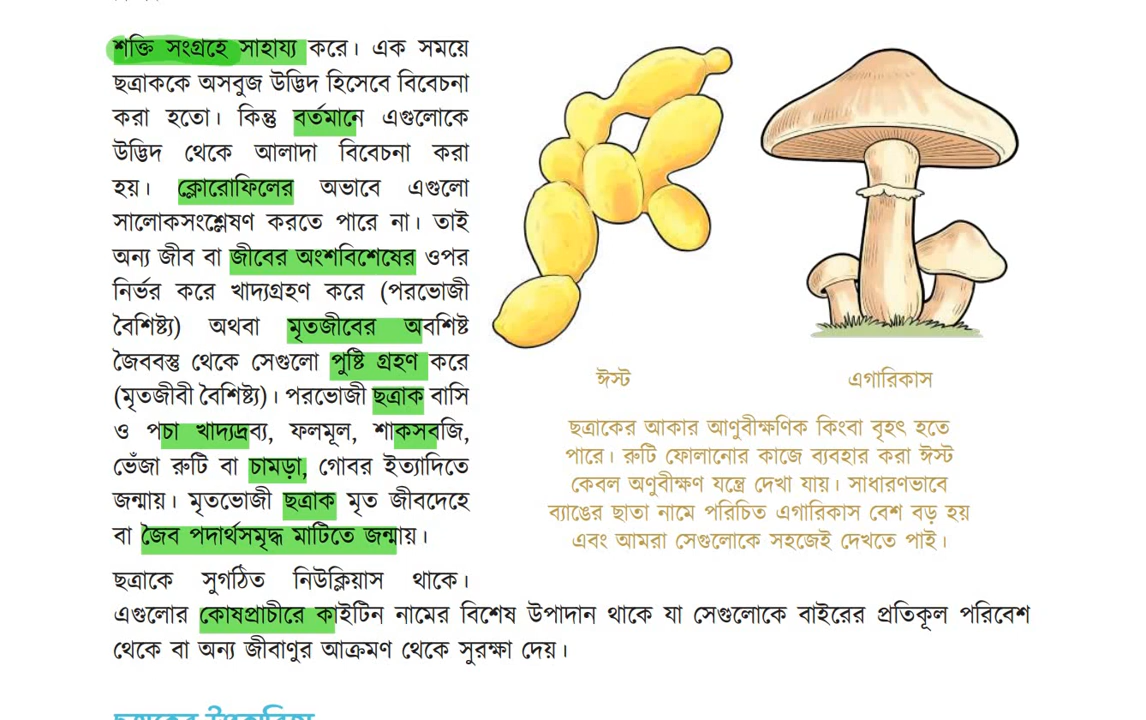 শক্তি সংগ্রহে সাহায্য করে। এক সময়ে
ছত্রাককে অসবুজ উদ্ভিদ হিসেবে বিবেচনা
করা হতো। কিন্তু বর্তমানে এগুলোকে
উদ্ভিদ থেকে আলাদা বিবেচনা করা
হয়। ক্লোরোফিলের অভাবে এগুলো
সালোকসংশ্লেষণ করতে পারে না। তাই
অন্য জীব বা জীবের অংশবিশেষের ওপর
নির্ভর করে খাদ্যগ্রহণ করে (পরভোজী
বৈশিষ্ট্য) অথবা মৃতজীবের অবশিষ্ট
জৈববস্তু থেকে সেগুলো পুষ্টি গ্রহণ করে
(মৃতজীবী বৈশিষ্ট্য)। পরভোজী ছত্রাক বাসি
ও পচা খাদ্যদ্রব্য, ফলমূল, শাকসবজি,
ভেঁজা রুটি বা চামড়া, গোবর ইত্যাদিতে
জন্মায়। মৃতভোজী ছত্রাক মৃত জীবদেহে
বা জৈব পদার্থসমৃদ্ধ মাটিতে জন্মায়।
ঈস্ট
এগারিকাস
ছত্রাকের আকার আণুবীক্ষণিক কিংবা বৃহৎ হতে
পারে। রুটি ফোলানোর কাজে ব্যবহার করা ঈস্ট
কেবল অণুবীক্ষণ যন্ত্রে দেখা যায়। সাধারণভাবে
ব্যাঙের ছাতা নামে পরিচিত এগারিকাস বেশ বড় হয়
এবং আমরা সেগুলোকে সহজেই দেখতে পাই।
ছত্রাকে সুগঠিত নিউক্লিয়াস থাকে।
এগুলোর কোষপ্রাচীরে কাইটিন নামের বিশেষ উপাদান থাকে যা সেগুলোকে বাইরের প্রতিকূল পরিবেশ
থেকে বা অন্য জীবাণুর আক্রমণ থেকে সুরক্ষা দেয়।